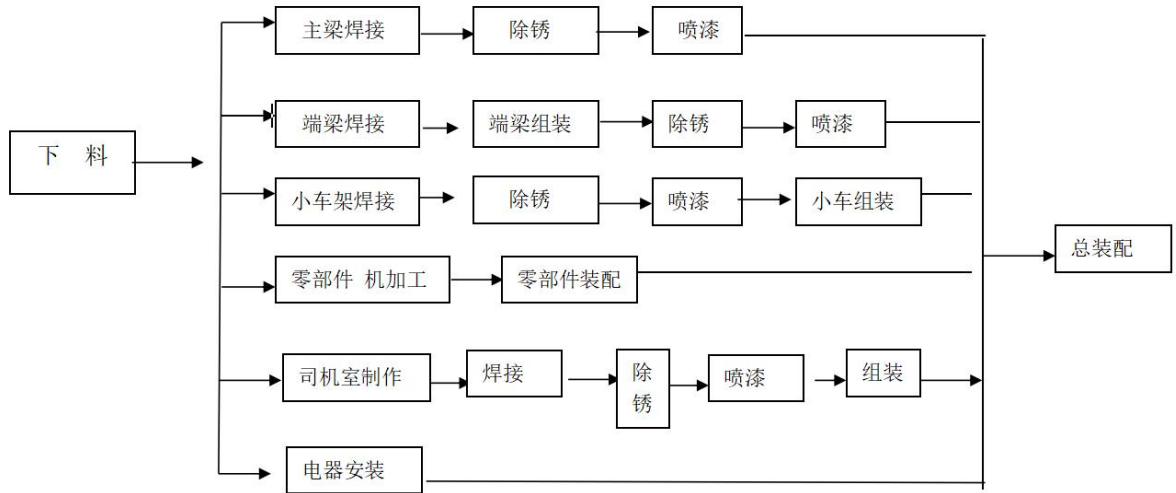 主梁焊接
除锈
喷漆
端梁焊接
端梁组装
除锈
喷漆
下 料
小车架焊接
除锈
喷漆
小车组装
总装配
零部件 机加工
零部件装配
司机室制作
焊接
除
锈
喷漆
组装
电器安装